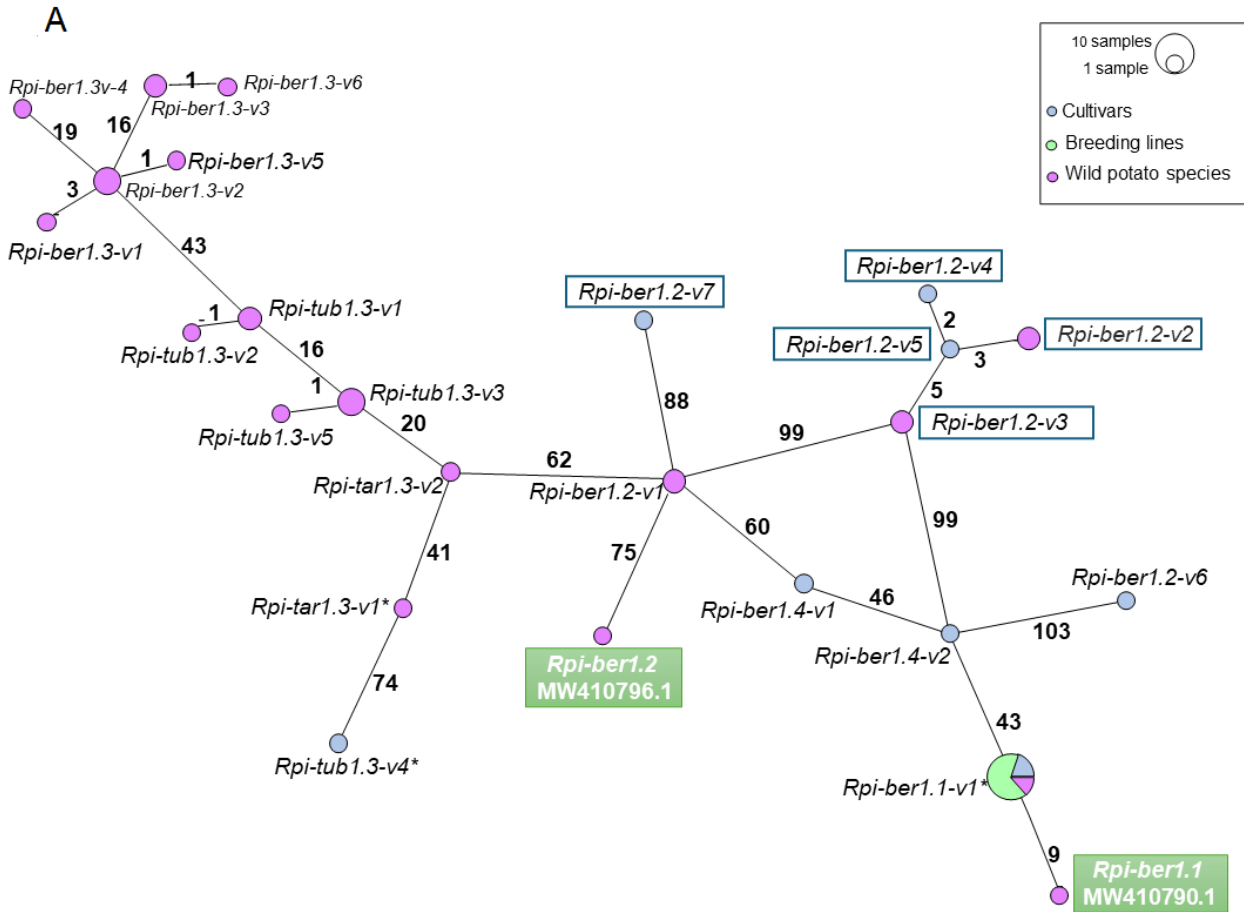 A
10 samples
1 sample
Cultivars
Breeding lines
Wild potato species
Rpi-ber1.3v-4
1
Rpi-ber1.3-v6
Rpi-ber1.3-v3
19
16
1
Rpi-ber1.3-v5
3
Rpi-ber1.3-v2
Rpi-ber1.3-v1
43
Rpi-ber1.2-v4
Rpi-ber1.2-v7
Rpi-tub1.3-v1
1
Rpi-tub1.3-v2
2
Rpi-ber1.2-v5
Rpi-ber1.2-v2
3
16
1
Rpi-tub1.3-v3
5
88
20
Rpi-ber1.2-v3
Rpi-tub1.3-v5
99
62
Rpi-tar1.3-v2
Rpi-ber1.2-v1
60
99
41
75
Rpi-ber1.2-v6
Rpi-tar1.3-v1*
Rpi-ber1.4-v1
46
103
Rpi-ber1.4-v2
Rpi-ber1.2
MW410796.1
74
43
Rpi-tub1.3-v4*
Rpi-ber1.1-v1*
9
Rpi-ber1.1
MW410790.1